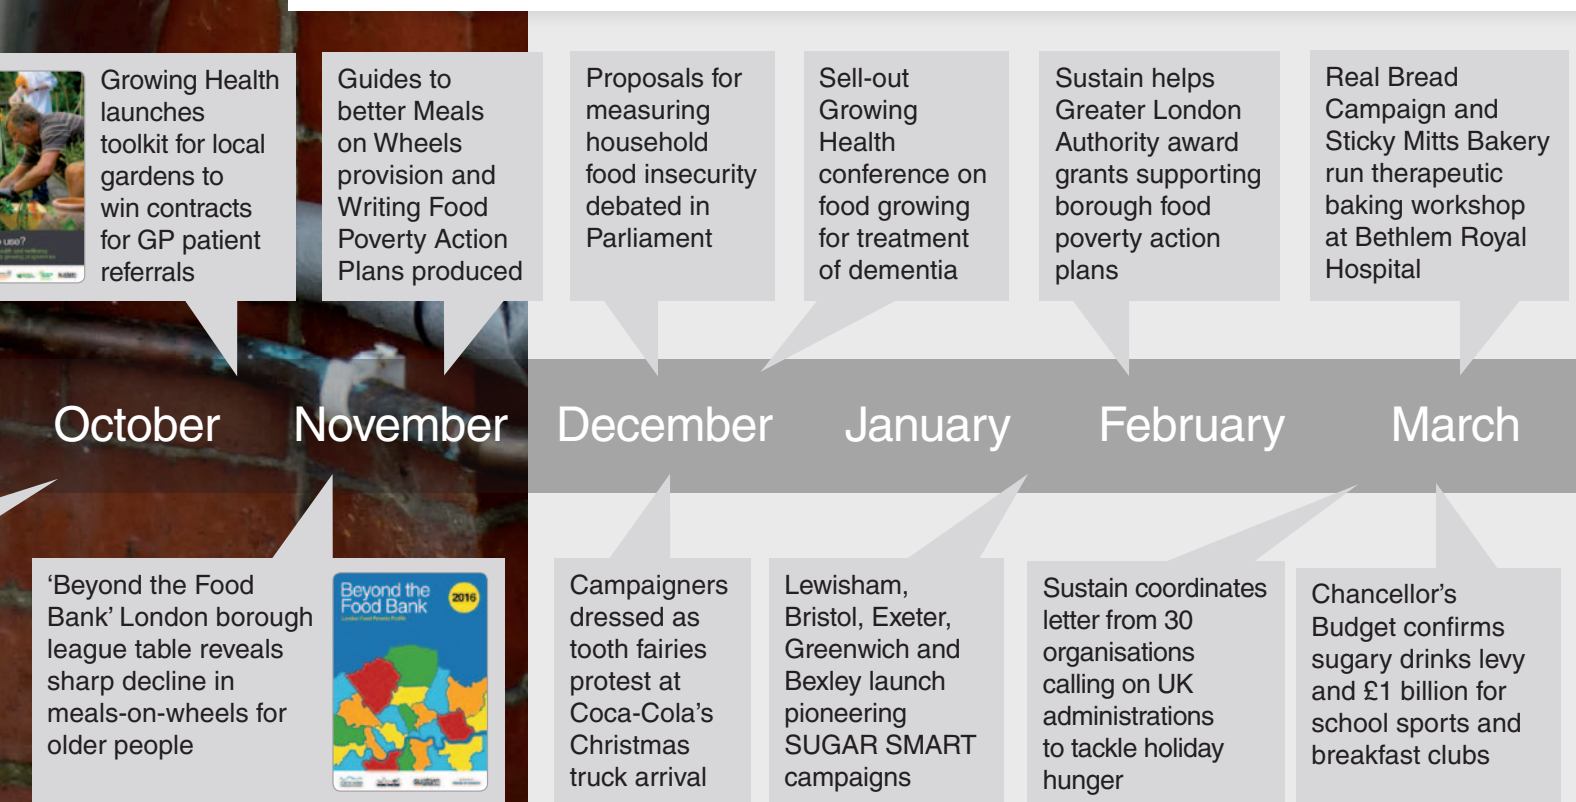 Growing Health
launches
toolkit for local
gardens to
win contracts
for GP patient
referrals
use?
Guides to
better Meals
on Wheels
provision and
Writing Food
Poverty Action
Plans produced
Proposals for
measuring
household
food insecurity
debated in
Parliament
Sell-out
Growing
Health
conference on
food growing
for treatment
of dementia
Sustain helps
Greater London
Authority award
grants supporting
borough food
poverty action
plans
Real Bread
Campaign and
Sticky Mitts Bakery
run therapeutic
baking workshop
at Bethlem Royal
Hospital
October
November
December
January
February
March
‘Beyond the Food
Bank’ London borough
league table reveals
sharp decline in
meals-on-wheels for
older people
Beyond the
Food Bank
2016
London Food Poverty Profile
Campaigners
dressed as
tooth fairies
protest at
Coca-Cola’s
Christmas
truck arrival
Lewisham,
Bristol, Exeter,
Greenwich and
Bexley launch
pioneering
SUGAR SMART
campaigns
Sustain coordinates
letter from 30
organisations
calling on UK
administrations
to tackle holiday
hunger
Chancellor’s
Budget confirms
sugary drinks levy
and £1 billion for
school sports and
breakfast clubs